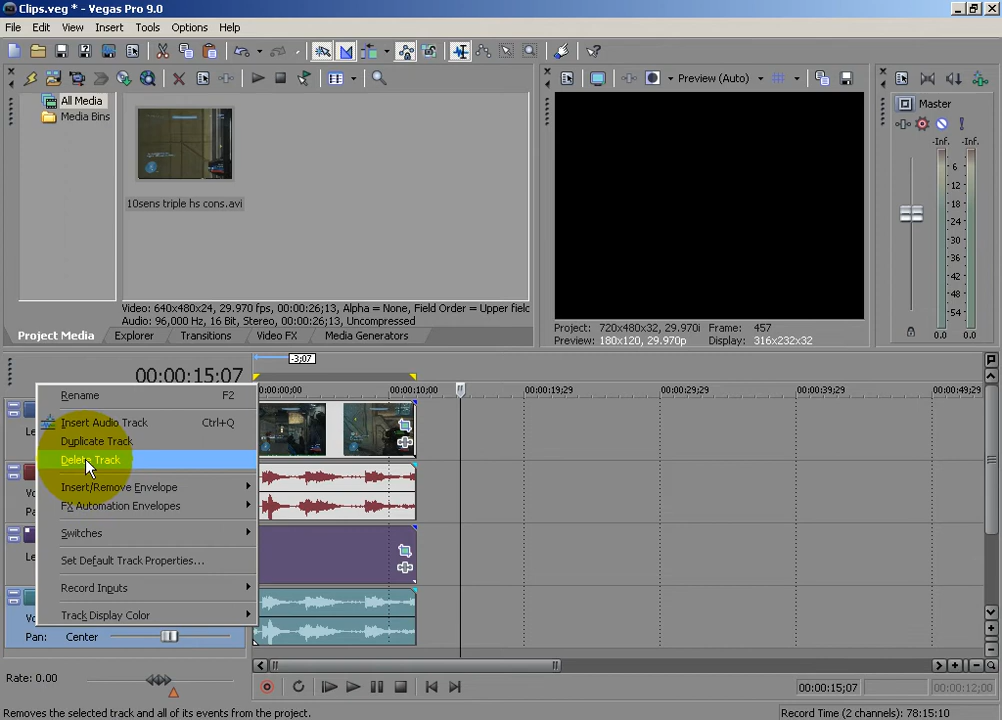 Clips.veg * - Vegas Pro 9.0
File Edit View Insert Tools Options Help
Preview (Auto)
All Media
Media Bins
10sens triple hs cons.avi
Video: 640x480x24, 29.970 fps, 00:00:26;13, Alpha = None, Field Order = Upper field
Audio: 96,000 Hz, 16 Bit, Stereo, 00:00:26;13, Uncompressed
Project Media Explorer Transitions Video FX Media Generators
Project: 720x480x32, 29.970i Frame: 457
Preview: 180x120, 29.970p Display: 316x232x32
Master
-Inf. -Inf.
6
12
18
24
30
36
42
48
54
0.0 0.0
-3;07
00:00:15;07
00:00:10;00 00:00:19;29 00:00:29;29 00:00:39;29 00:00:49;29
Rename F2
Insert Audio Track Ctrl+Q
Duplicate Track
Delete Track
Insert/Remove Envelope
FX Automation Envelopes
Switches
Set Default Track Properties...
Record Inputs
Track Display Color
Pan: Center
Rate: 0.00
00:00:15;07 00:00:12;00
Removes the selected track and all of its events from the project.
Record Time (2 channels): 78:15:10